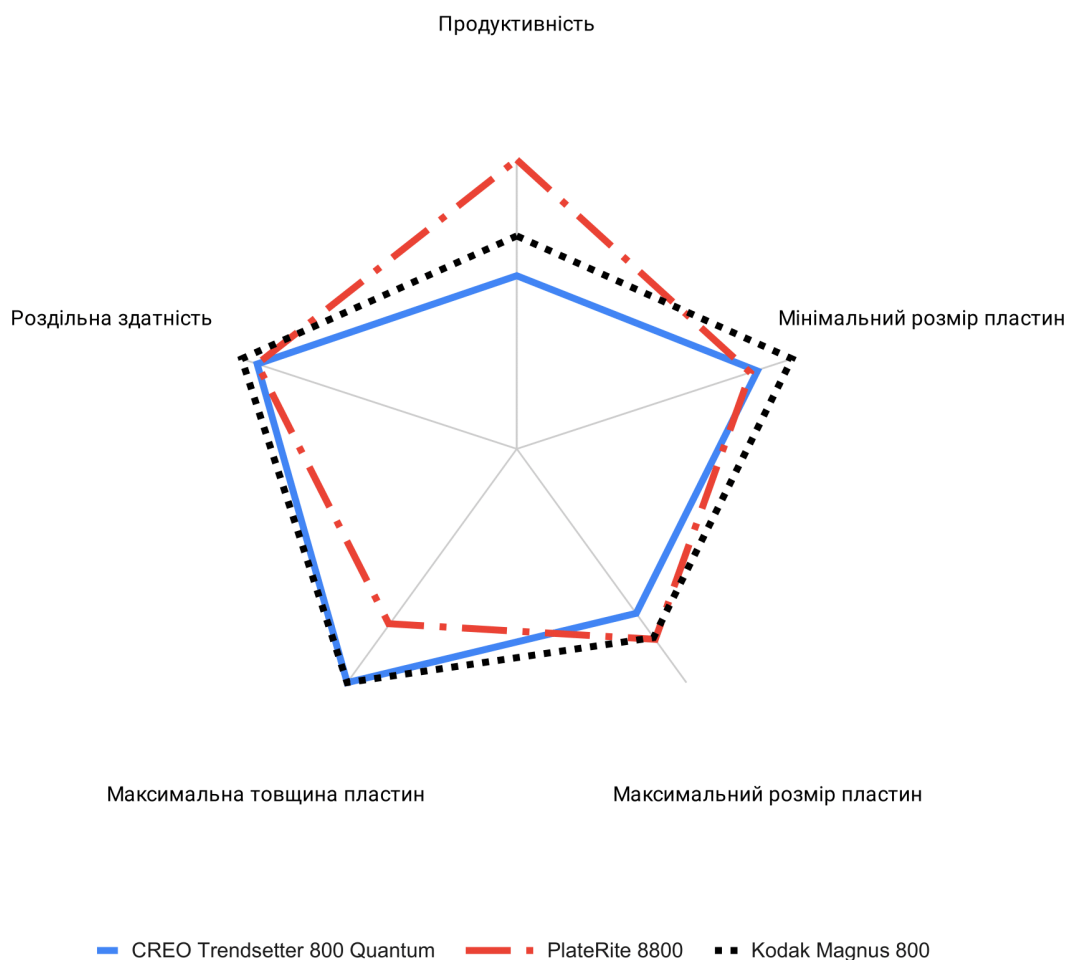 Продуктивність
Роздільна здатність
Мінімальний розмір пластин
Максимальна товщина пластин
Максимальний розмір пластин
CREO Trendsetter 800 Quantum
PlateRite 8800
Kodak Magnus 800